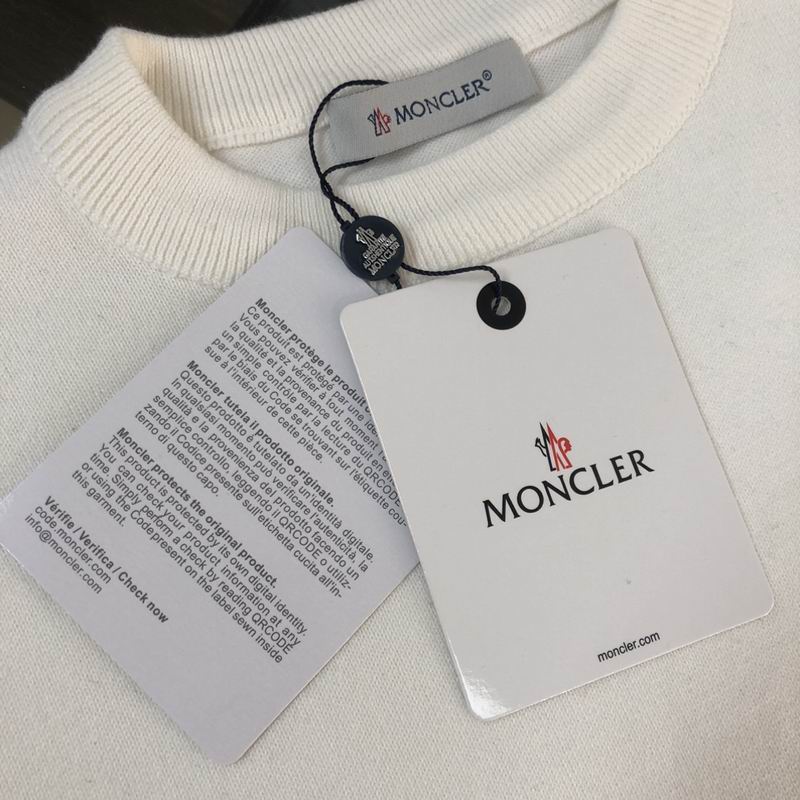 MONCLER®
MONCLER
Moncler protège le produit
Ce produit est protégé par une
Vous pouvez vérifier à tout moment
la qualité et la provenance du produit en
un simple contrôle par la lecture du QRCODE
par le biais du Code se trouvant sur l'étiquette cou-
sue à l'intérieur de cette pièce.
Moncler tutela il prodotto originale.
Questo prodotto è tutelato da un'identità digitale.
In qualsiasi momento può verificare l'autenticità, la
qualità e la provenienza del prodotto facendo un
semplice controllo, leggendo il QRCODE o utiliz-
zando il Codice presente sull'etichetta cucita all'in-
terno di questo capo.
Moncler protects the original product.
This product is protected by its own digital identity.
You can check your product information at any
time. Simply perform a check by reading QRCODE
or using the Code present on the label sewn inside
this garment.
Vérifie / Verifica / Check now
code.moncler.com
info@moncler.com
MONCLER
moncler.com